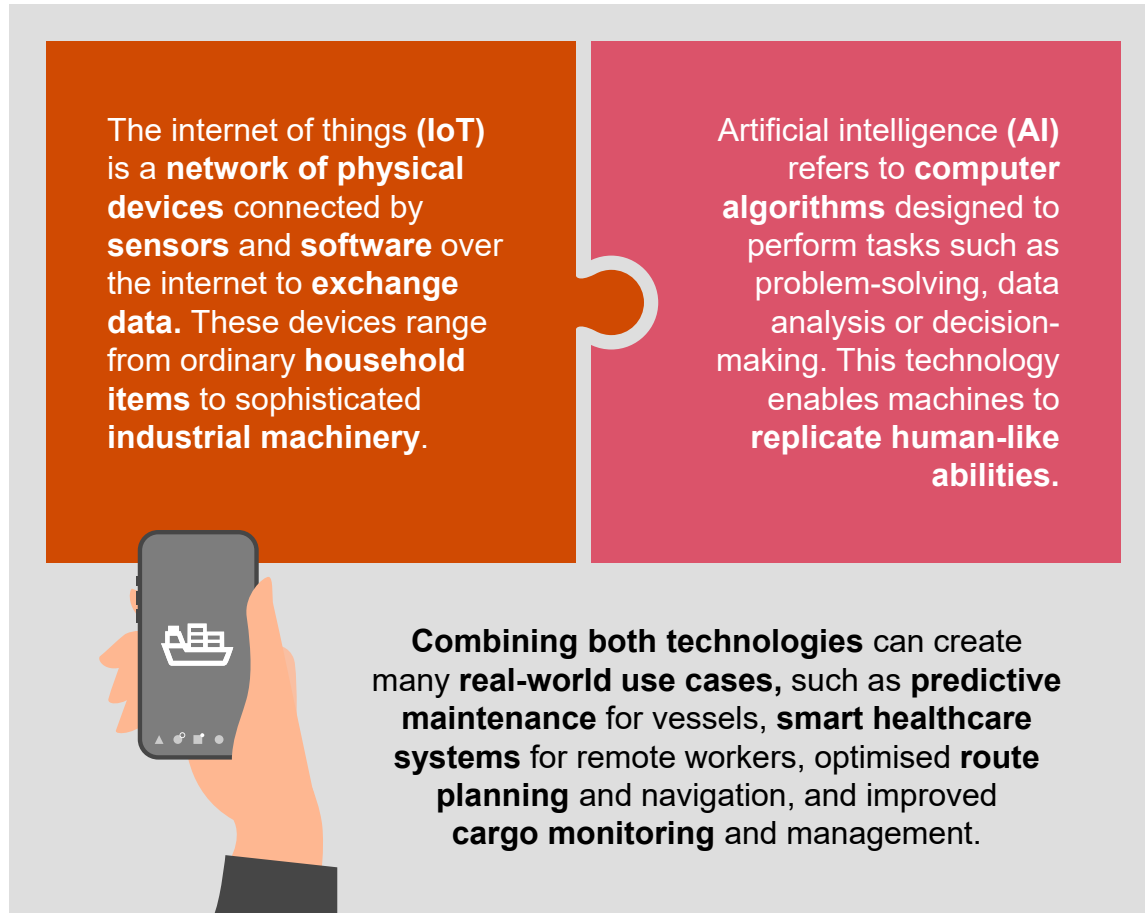 The internet of things (IoT)
is a network of physical
devices connected by
sensors and software over
the internet to exchange
data. These devices range
from ordinary household
items to sophisticated
industrial machinery.
Artificial intelligence (AI)
refers to computer
algorithms designed to
perform tasks such as
problem-solving, data
analysis or decision-
making. This technology
enables machines to
replicate human-like
abilities.
Combining both technologies can create
many real-world use cases, such as predictive
maintenance for vessels, smart healthcare
systems for remote workers, optimised route
planning and navigation, and improved
cargo monitoring and management.